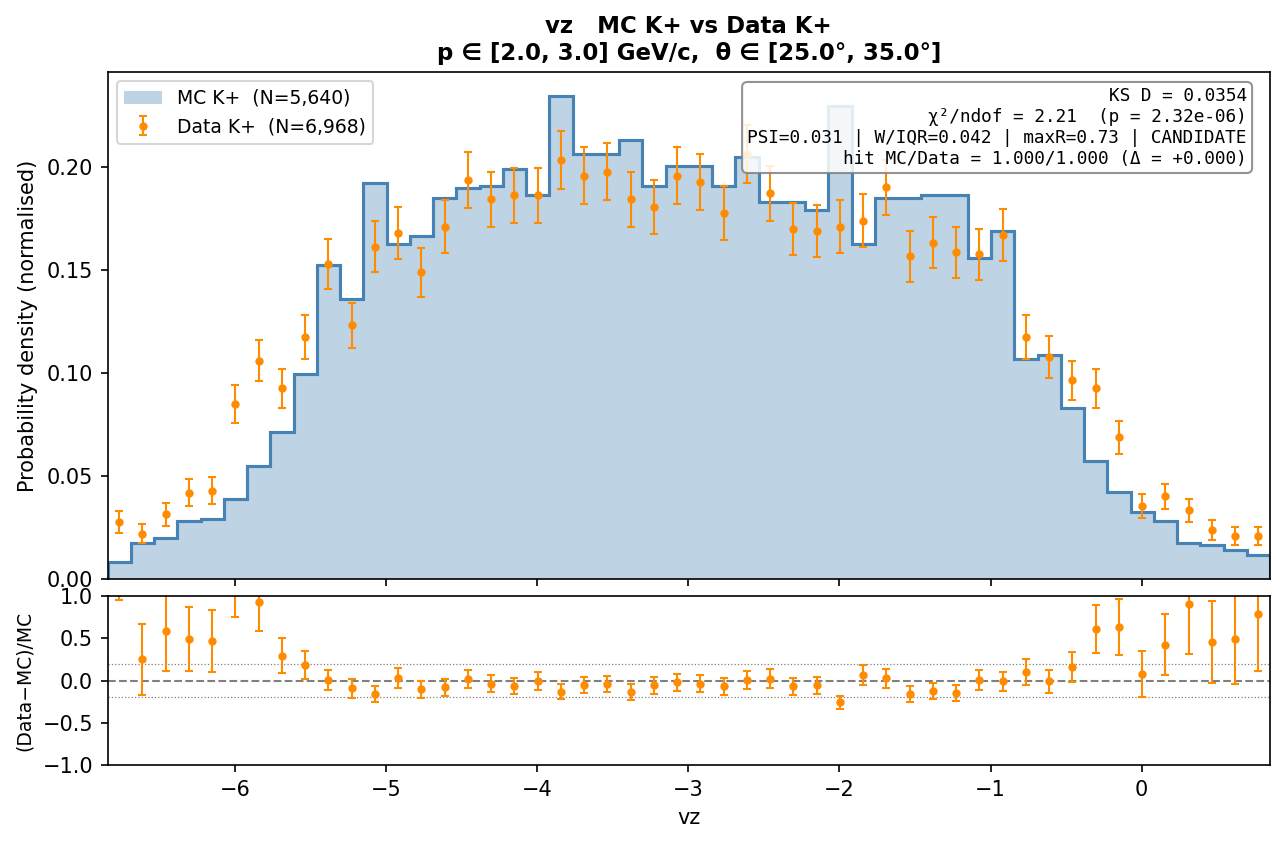 vz   MC K+ vs Data K+
p ∈ [2.0, 3.0] GeV/c,  θ ∈ [25.0°, 35.0°]
MC K+  (N=5,640)
Data K+  (N=6,968)
KS D = 0.0354
χ²/ndof = 2.21  (p = 2.32e-06)
PSI=0.031 | W/IQR=0.042 | maxR=0.73 | CANDIDATE
hit MC/Data = 1.000/1.000 (Δ = +0.000)
Probability density (normalised)
0.20
0.15
0.10
0.05
0.00
(Data−MC)/MC
1.0
0.5
0.0
−0.5
−1.0
−6
−5
−4
−3
−2
−1
0
vz